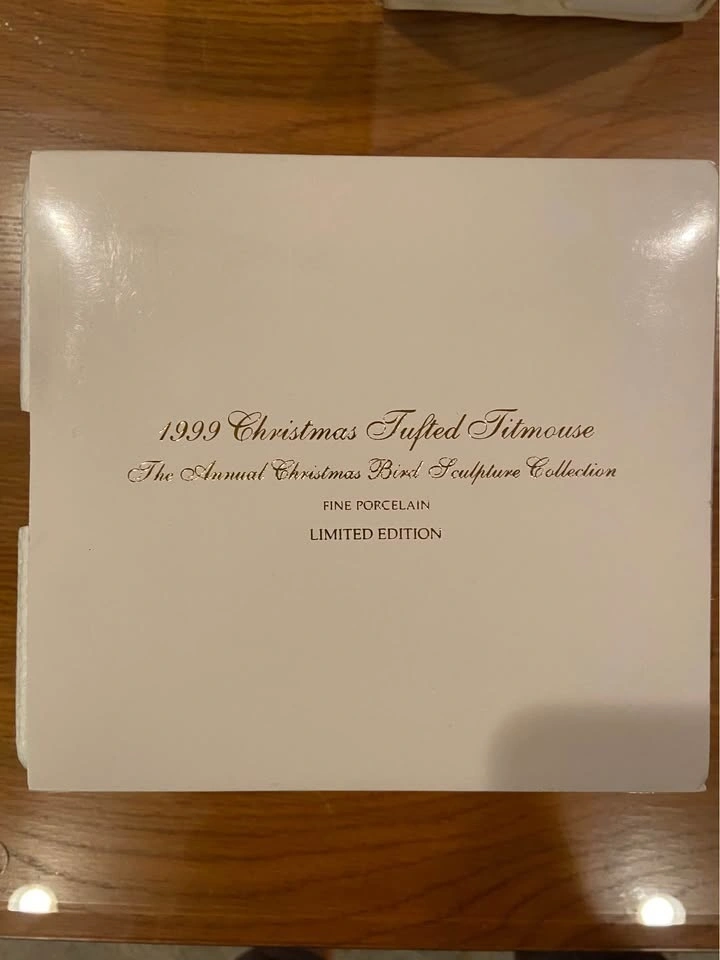 1999 Christmas Tufted Titmouse
The Annual Christmas Bird Sculpture Collection
FINE PORCELAIN
LIMITED EDITION